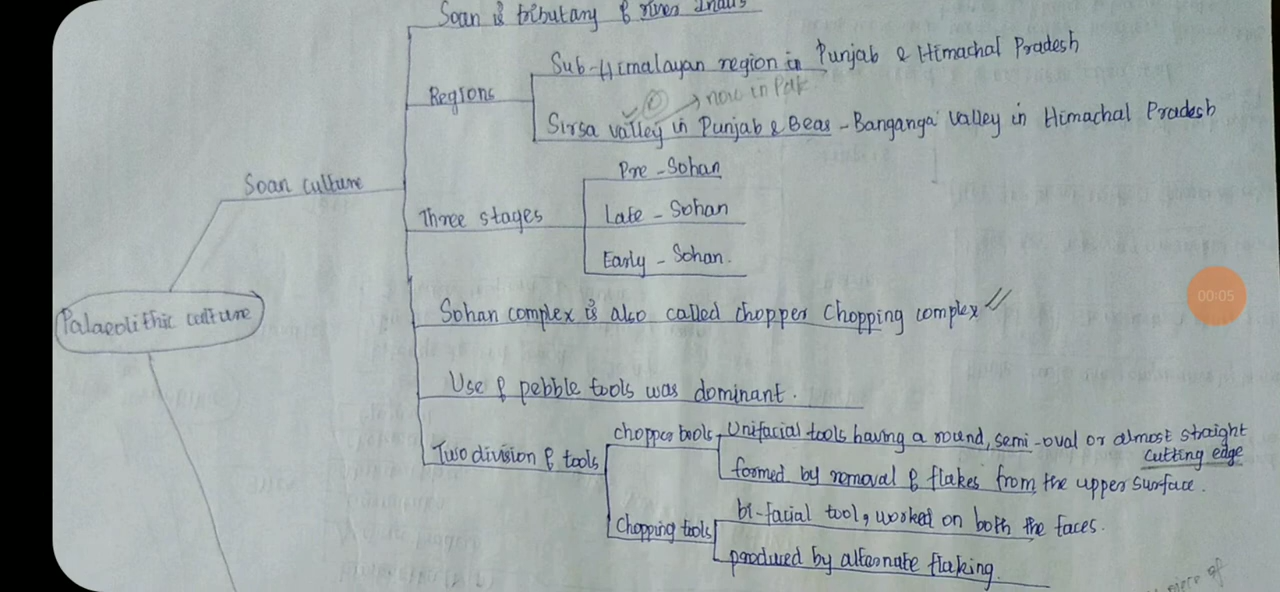 Soan is tributary of river Indus
Regions
Sub-Himalayan region in Punjab & Himachal Pradesh
→ now in Pak
Sirsa valley in Punjab & Beas - Banganga valley in Himachal Pradesh
Soan culture
Pre - Sohan
Three stages
Late - Sohan
Early - Sohan.
Palaeolithic culture
Sohan complex is also called chopper chopping complex
00:05
Use of pebble tools was dominant.
Two division of tools
chopper tools
Unifacial tools having a round, semi-oval or almost straight
cutting edge
formed by removal of flakes from the upper surface.
Chopping tools
bi-facial tool, worked on both the faces.
produced by alternate flaking.
piece of